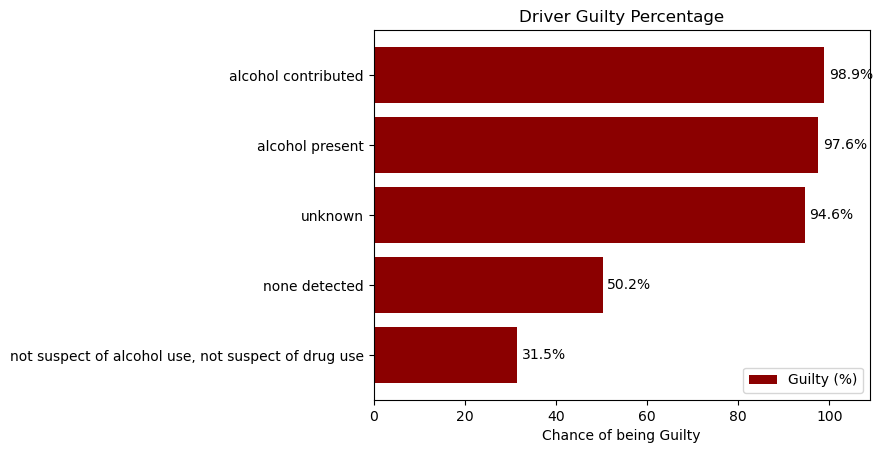 Driver Guilty Percentage
alcohol contributed
98.9%
alcohol present
97.6%
unknown
94.6%
none detected
50.2%
not suspect of alcohol use, not suspect of drug use
31.5%
Guilty (%)
0 20 40 60 80 100
Chance of being Guilty